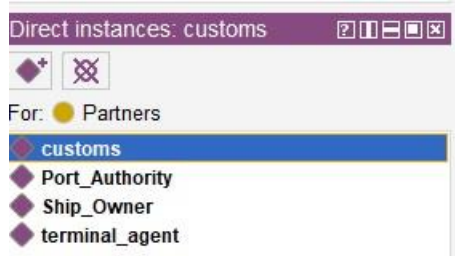 Direct instances: customs
For: Partners
customs
Port_Authority
Ship_Owner
terminal_agent